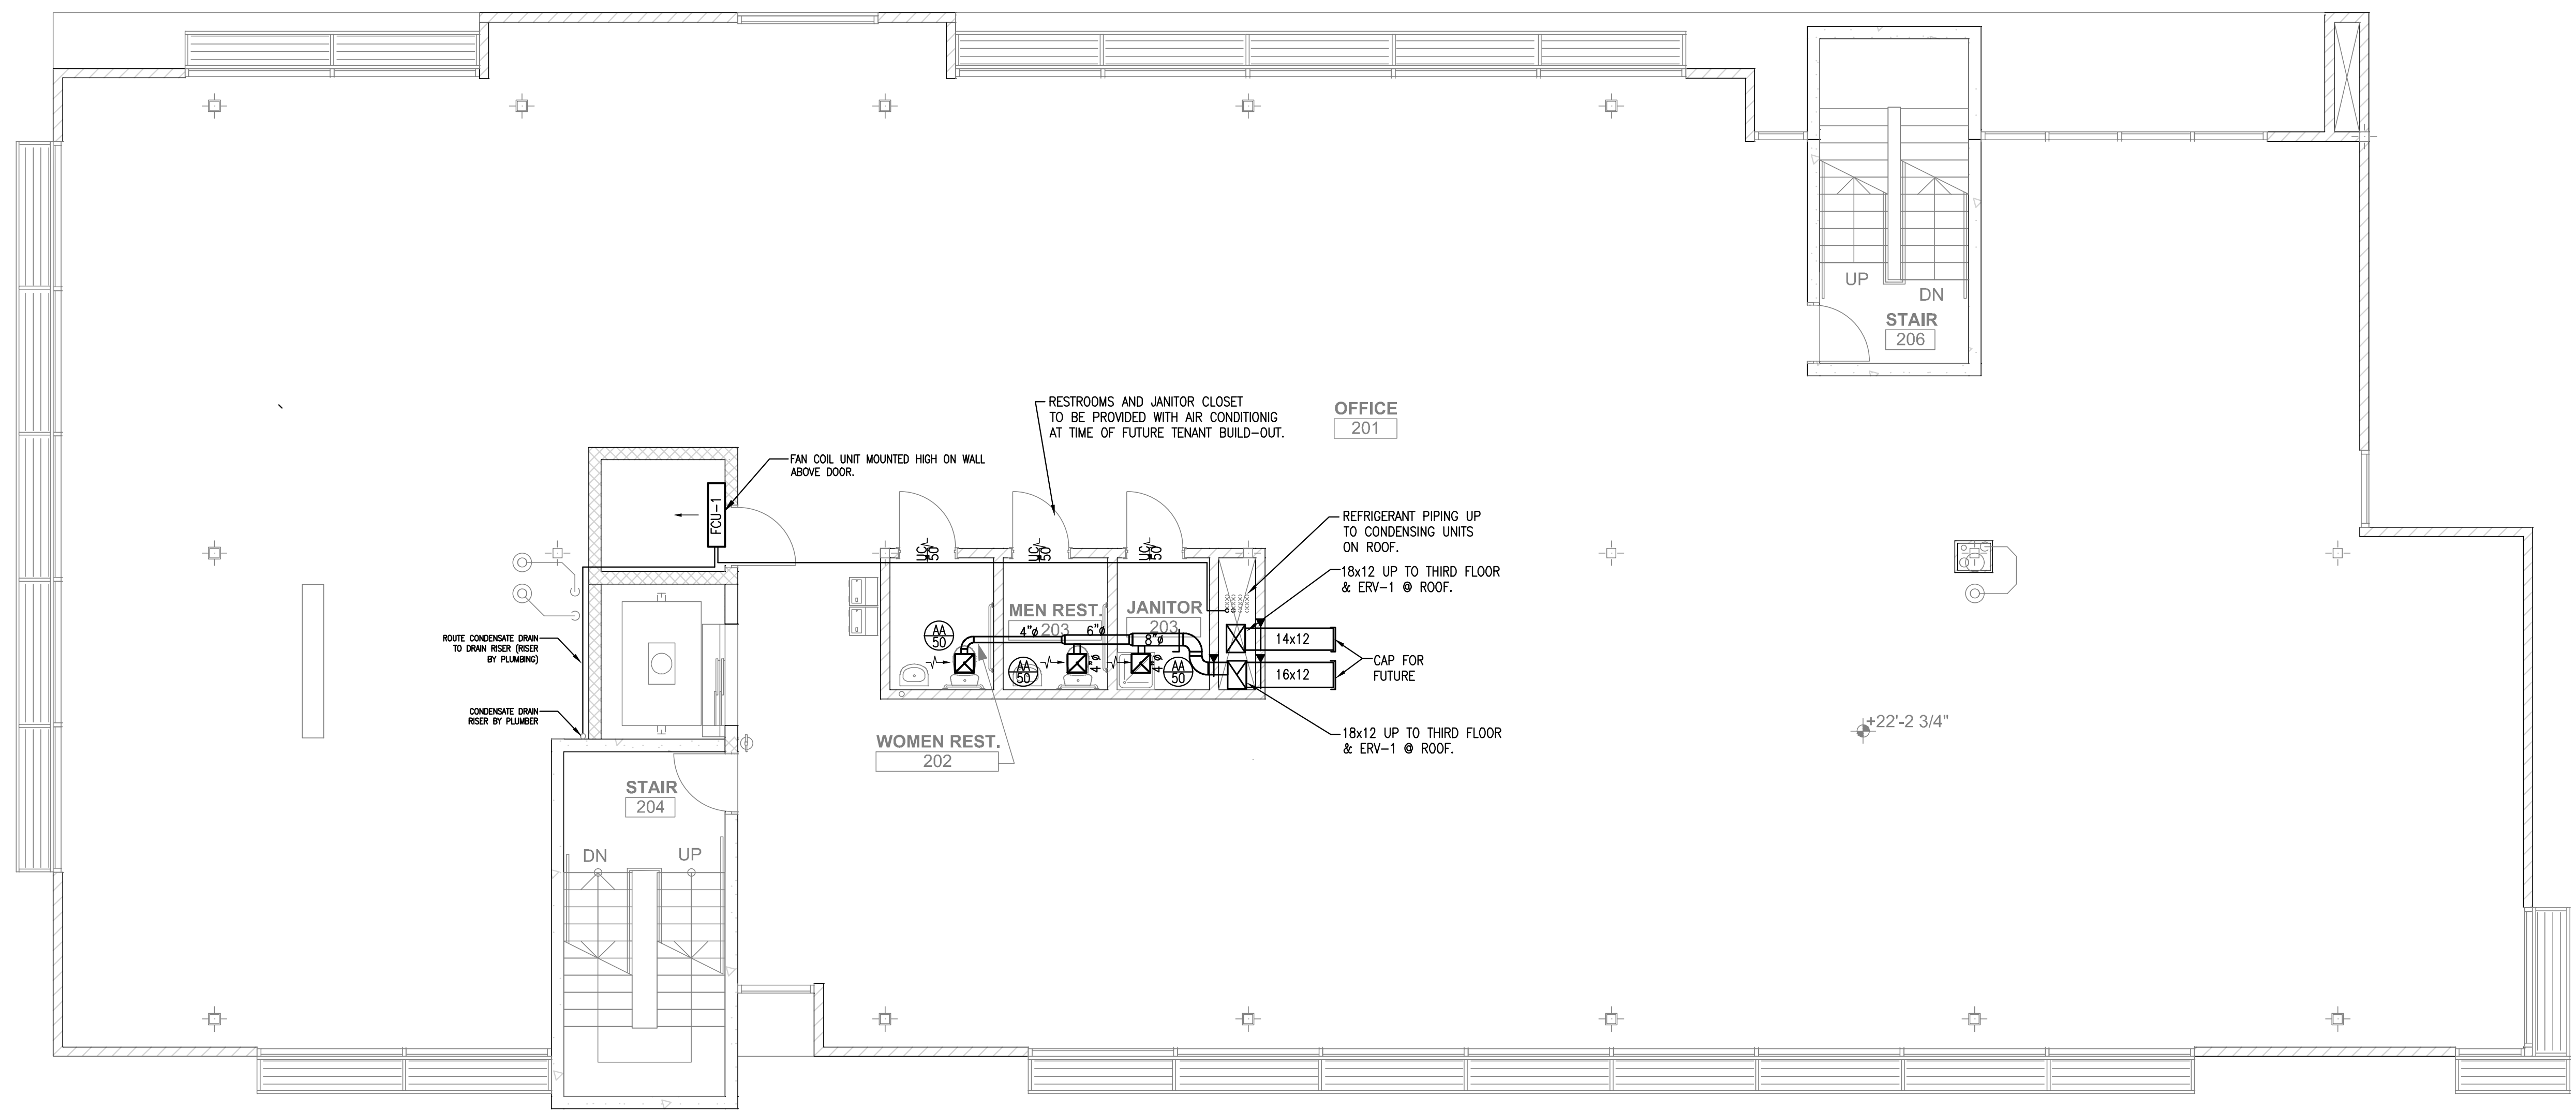 UP
DN
STAIR
206
RESTROOMS AND JANITOR CLOSET
TO BE PROVIDED WITH AIR CONDITIONIG
AT TIME OF FUTURE TENANT BUILD-OUT.
OFFICE
201
FAN COIL UNIT MOUNTED HIGH ON WALL
ABOVE DOOR.
FCU-1
REFRIGERANT PIPING UP
TO CONDENSING UNITS
ON ROOF.
18x12 UP TO THIRD FLOOR
& ERV-1 @ ROOF.
UC
50
UC
50
UC
50
MEN REST.
203
JANITOR
203
4"ø
6"ø
8"ø
AA
50
AA
50
4"ø
4"ø
AA
50
14x12
16x12
CAP FOR
FUTURE
ROUTE CONDENSATE DRAIN
TO DRAIN RISER (RISER
BY PLUMBING)
CONDENSATE DRAIN
RISER BY PLUMBER
18x12 UP TO THIRD FLOOR
& ERV-1 @ ROOF.
+22'-2 3/4"
WOMEN REST.
202
STAIR
204
DN
UP